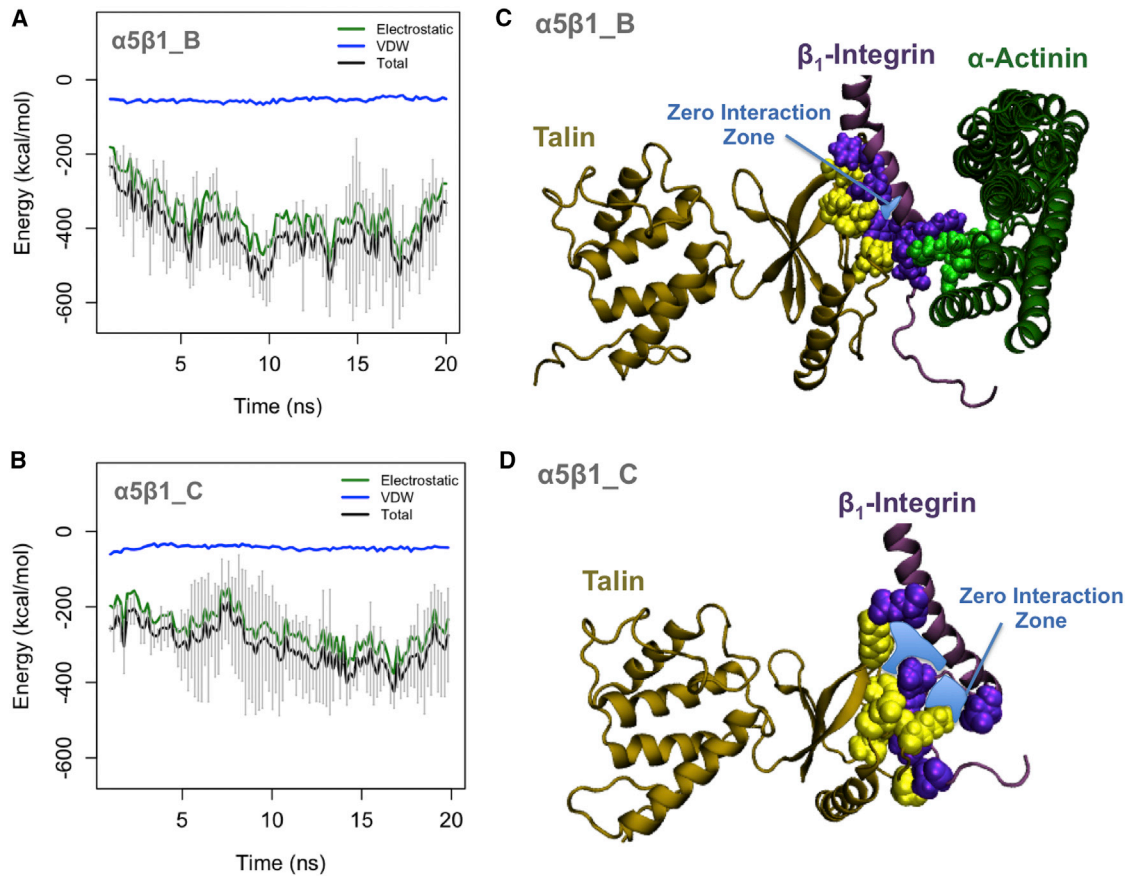 A
α5β1_B
Electrostatic
VDW
Total
Energy (kcal/mol)
0
-200
-400
-600
5
10
15
20
Time (ns)
C
α5β1_B
β1-Integrin
α-Actinin
Zero Interaction
Zone
Talin
B
α5β1_C
Electrostatic
VDW
Total
Energy (kcal/mol)
0
-200
-400
-600
5
10
15
20
Time (ns)
D
α5β1_C
β1-Integrin
Talin
Zero Interaction
Zone